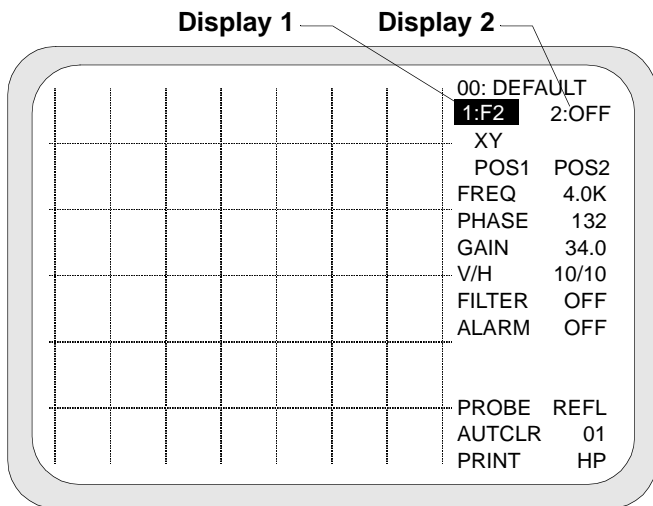 Display 1 Display 2
00: DEFAULT
1:F2 2:OFF
XY
POS1 POS2
FREQ 4.0K
PHASE 132
GAIN 34.0
V/H 10/10
FILTER OFF
ALARM OFF
PROBE REFL
AUTCLR 01
PRINT HP